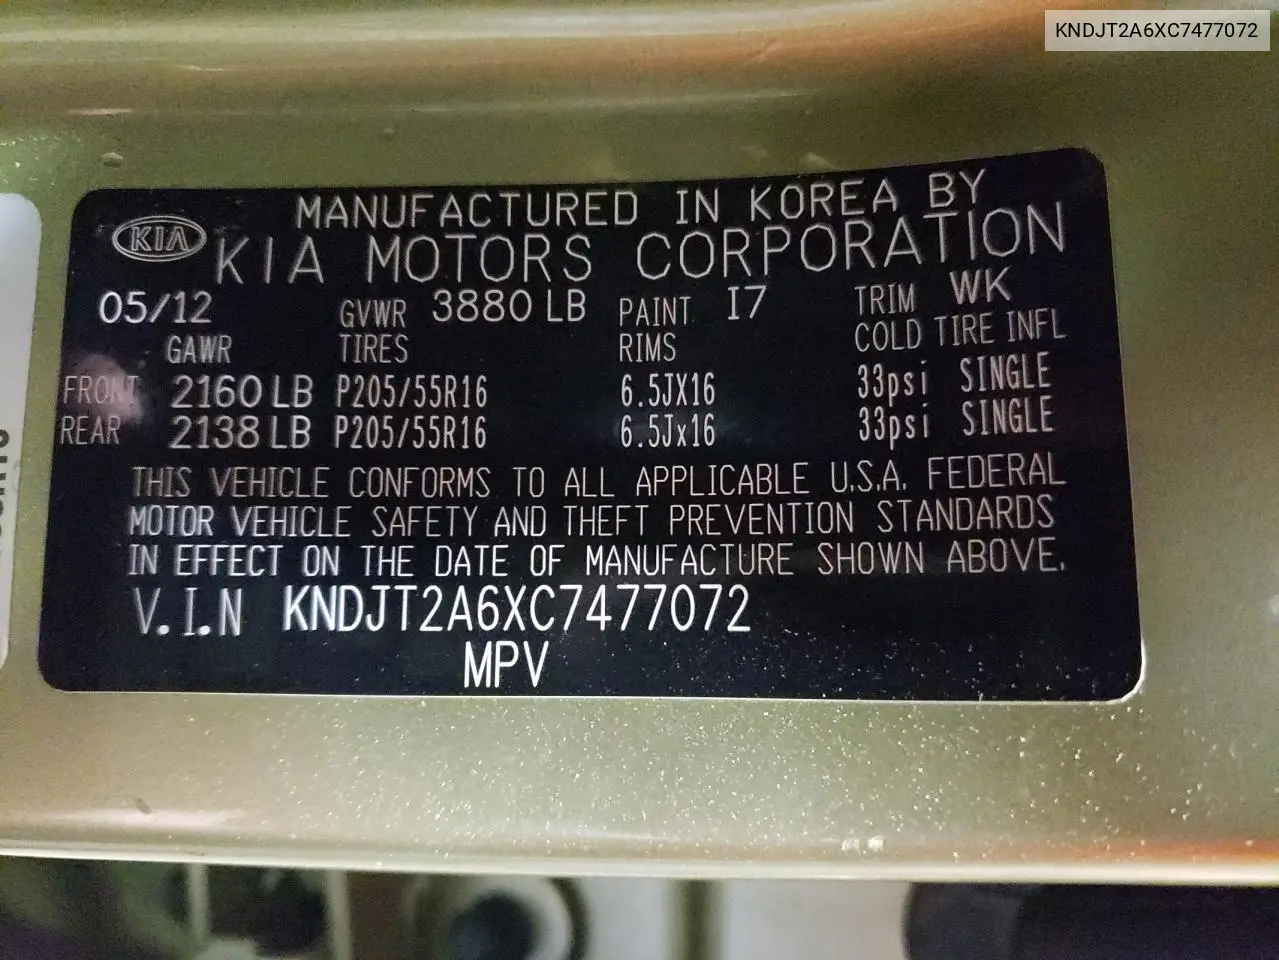 KNDJT2A6XC7477072
MANUFACTURED IN KOREA BY
KIA KIA MOTORS CORPORATION
05/12 GVWR 3880 LB PAINT I7 TRIM WK
GAWR TIRES RIMS COLD TIRE INFL
FRONT 2160 LB P205/55R16 6.5JX16 33psi SINGLE
REAR 2138 LB P205/55R16 6.5Jx16 33psi SINGLE
THIS VEHICLE CONFORMS TO ALL APPLICABLE U.S.A. FEDERAL
MOTOR VEHICLE SAFETY AND THEFT PREVENTION STANDARDS
IN EFFECT ON THE DATE OF MANUFACTURE SHOWN ABOVE.
V.I.N KNDJT2A6XC7477072
MPV